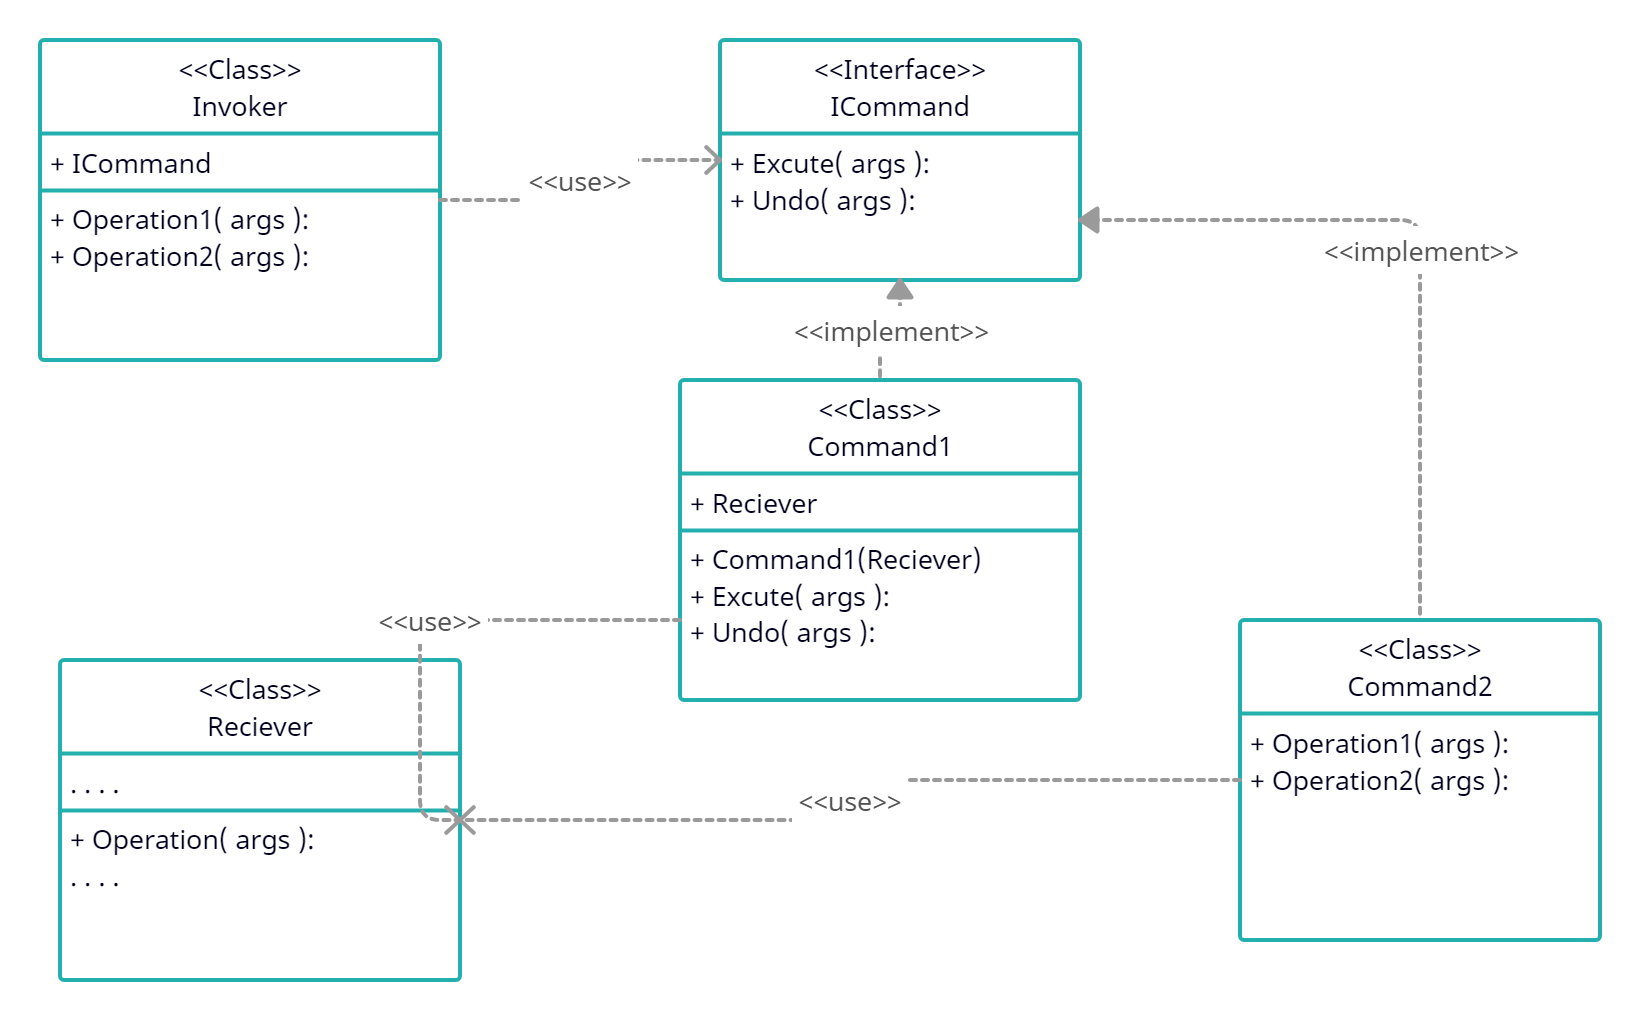 <<Class>>
Invoker
+ ICommand
+ Operation1( args ):
+ Operation2( args ):
<<use>>
<<Interface>>
ICommand
+ Excute( args ):
+ Undo( args ):
<<implement>>
<<implement>>
<<Class>>
Command1
+ Reciever
+ Command1(Reciever)
+ Excute( args ):
+ Undo( args ):
<<use>>
<<Class>>
Reciever
. . . .
+ Operation( args ):
. . . .
<<use>>
<<Class>>
Command2
+ Operation1( args ):
+ Operation2( args ):